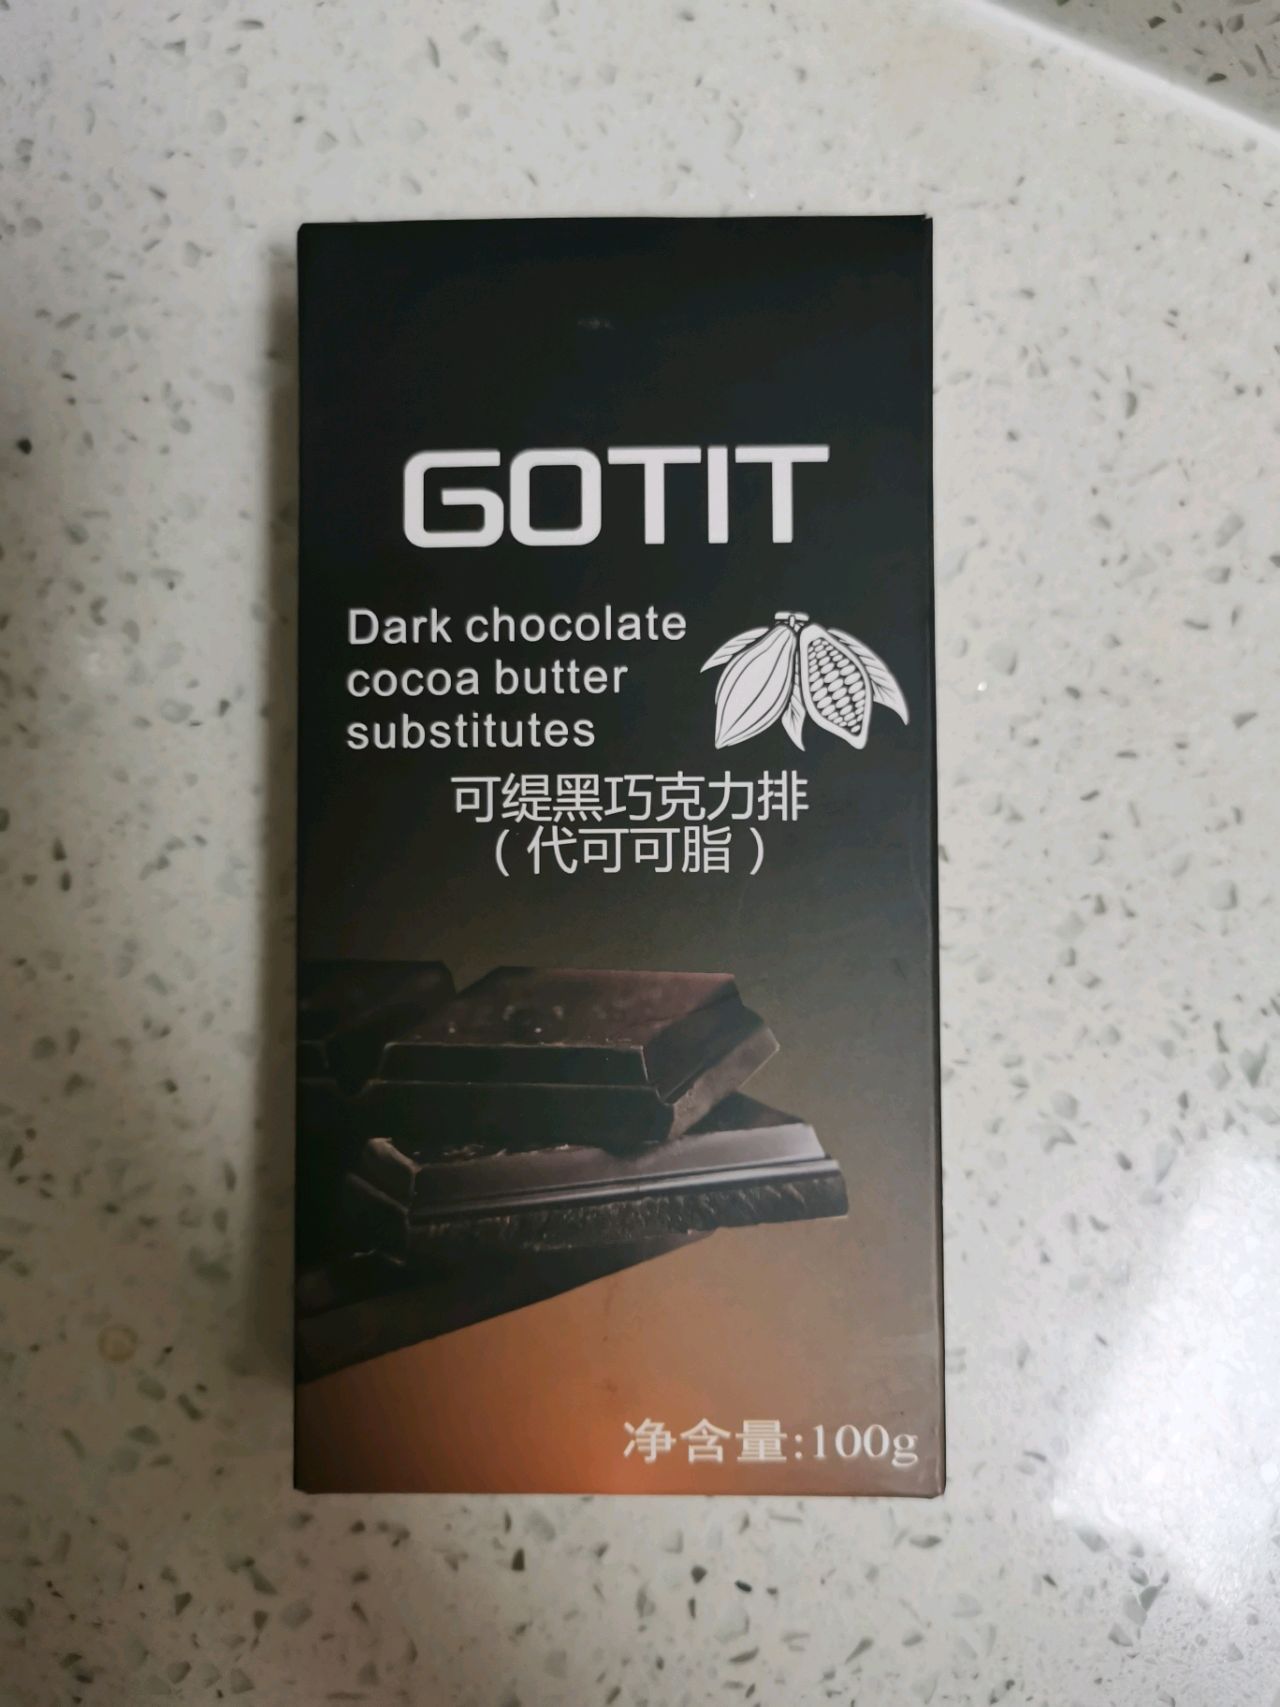 GOTIT
Dark chocolate
cocoa butter
substitutes
可缇黑巧克力排
（代可可脂）
净含量:100g